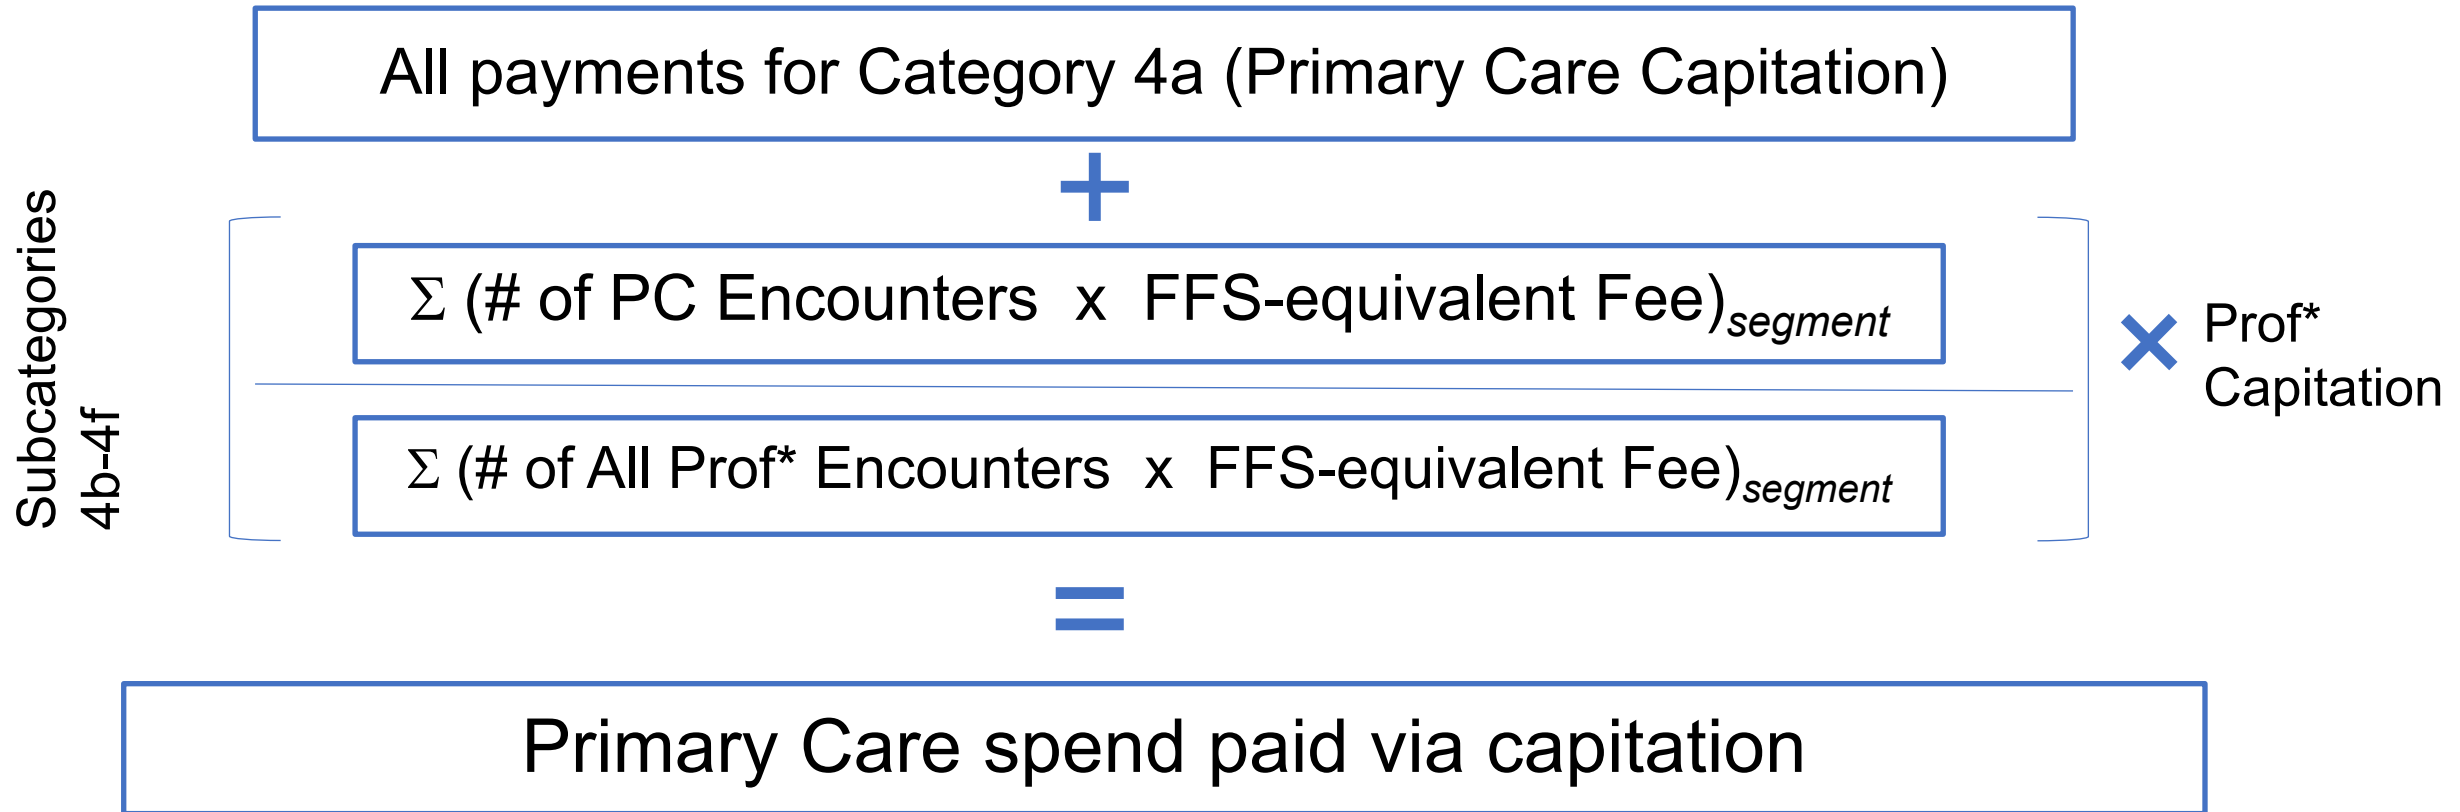 All payments for Category 4a (Primary Care Capitation)
+
Subcategories
4b-4f
Σ (# of PC Encounters x FFS-equivalent Fee)segment
Σ (# of All Prof* Encounters x FFS-equivalent Fee)segment
×
Prof*
Capitation
=
Primary Care spend paid via capitation